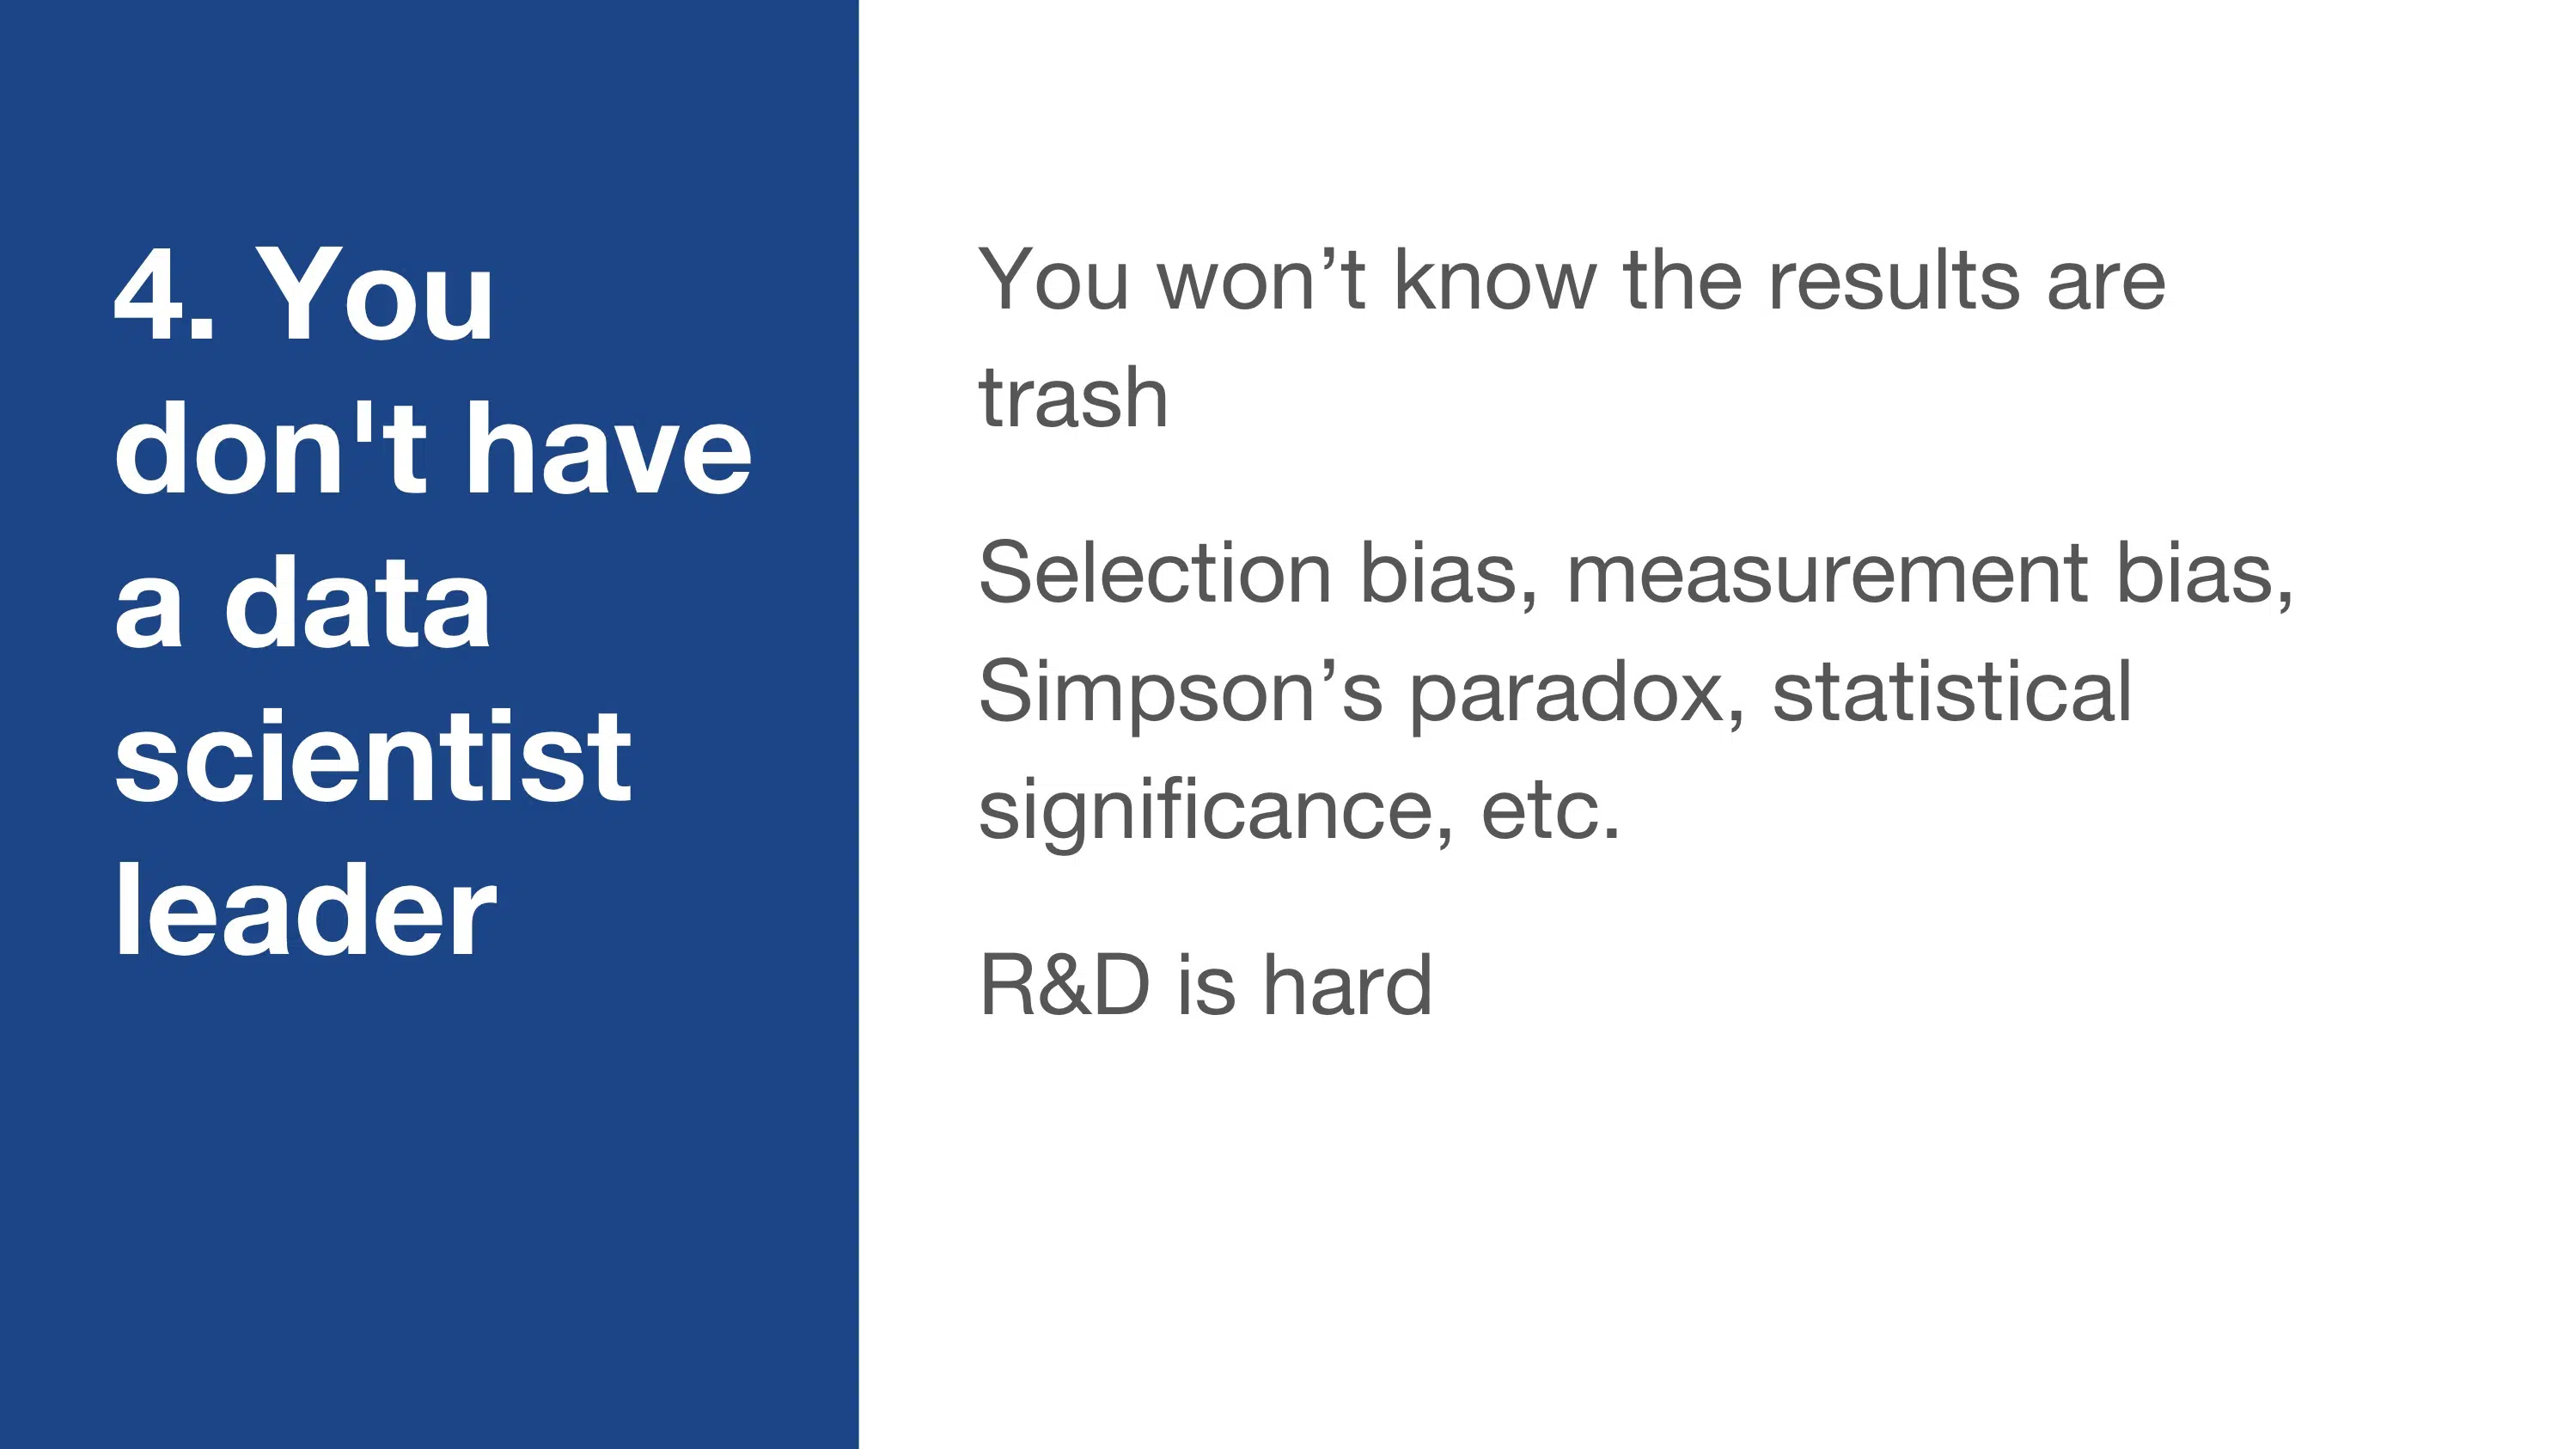 4. You
don't have
a data
scientist
leader
You won’t know the results are
trash
Selection bias, measurement bias,
Simpson’s paradox, statistical
significance, etc.
R&D is hard